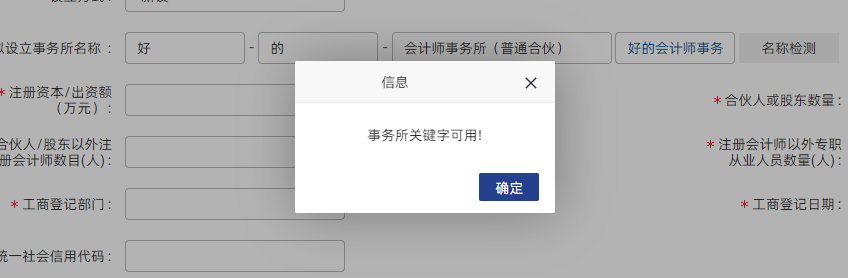 拟设立事务所名称： 好 - 的 - 会计师事务所（普通合伙） 好的会计师事务 名称检测
信息
* 注册资本/出资额
（万元）：
* 合伙人或股东数量：
事务所关键字可用!
合伙人/股东以外注
册会计师数目(人)：
* 注册会计师以外专职
从业人员数量(人)：
确定
* 工商登记部门：
* 工商登记日期：
统一社会信用代码：